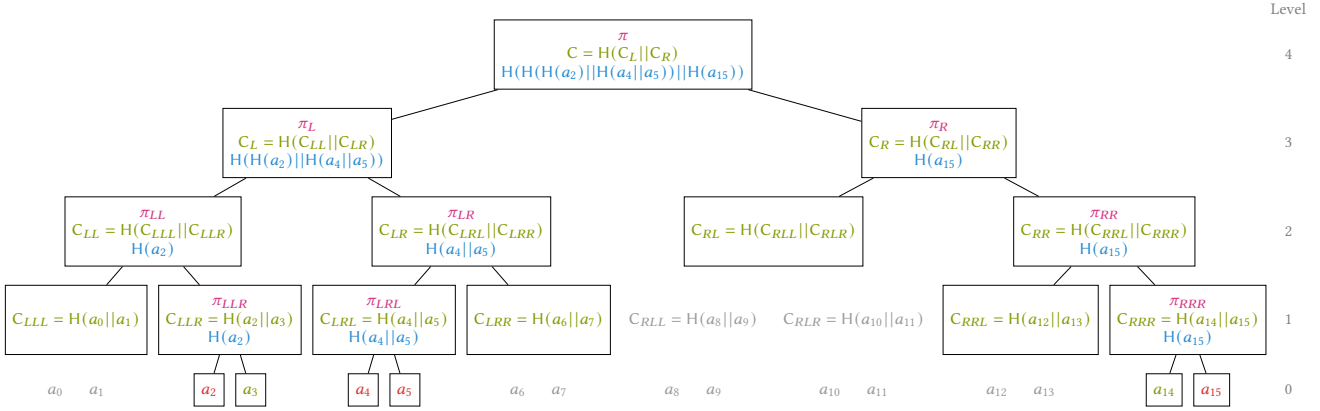 Level
π
C = H(C_L||C_R)
H(H(H(a_2)||H(a_4||a_5))||H(a_15))
4
π_L
C_L = H(C_LL||C_LR)
H(H(a_2)||H(a_4||a_5))
π_R
C_R = H(C_RL||C_RR)
H(a_15)
3
π_LL
C_LL = H(C_LLL||C_LLR)
H(a_2)
π_LR
C_LR = H(C_LRL||C_LRR)
H(a_4||a_5)
C_RL = H(C_RLL||C_RLR)
π_RR
C_RR = H(C_RRL||C_RRR)
H(a_15)
2
C_LLL = H(a_0||a_1)
π_LLR
C_LLR = H(a_2||a_3)
H(a_2)
π_LRL
C_LRL = H(a_4||a_5)
H(a_4||a_5)
C_LRR = H(a_6||a_7)
C_RLL = H(a_8||a_9)
C_RLR = H(a_10||a_11)
C_RRL = H(a_12||a_13)
π_RRR
C_RRR = H(a_14||a_15)
H(a_15)
1
a_0 a_1 a_2 a_3 a_4 a_5 a_6 a_7 a_8 a_9 a_10 a_11 a_12 a_13 a_14 a_15 0